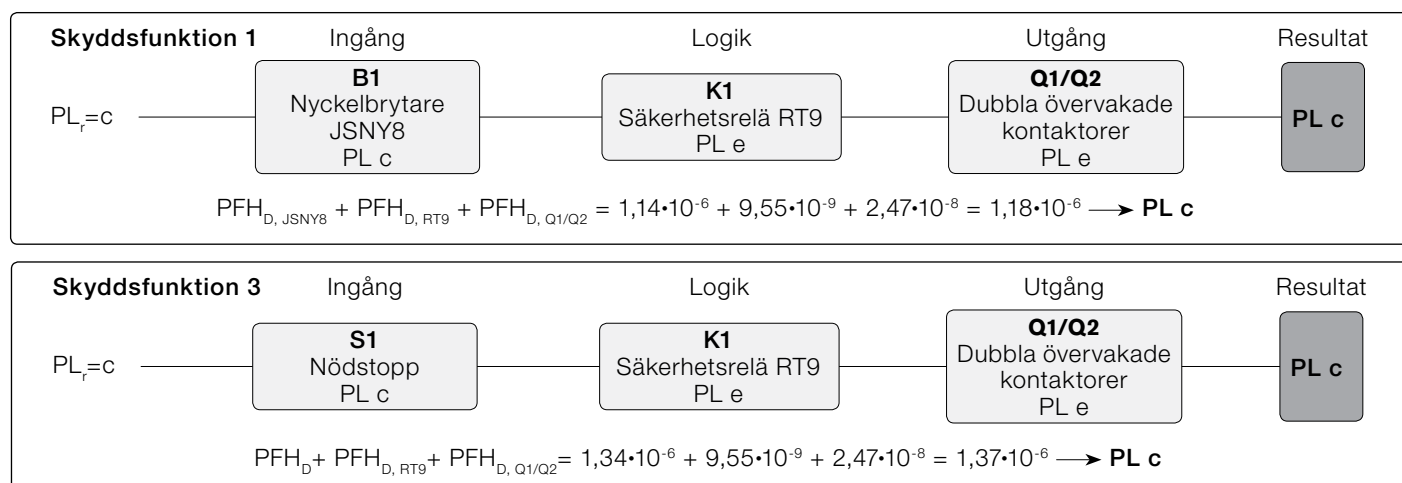 Skyddsfunktion 1 Ingång Logik Utgång Resultat
PLr=c
B1
Nyckelbrytare
JSNY8
PL c
K1
Säkerhetsrelä RT9
PL e
Q1/Q2
Dubbla övervakade
kontaktorer
PL e
PL c
PFHD, JSNY8 + PFHD, RT9 + PFHD, Q1/Q2 = 1,14•10-6 + 9,55•10-9 + 2,47•10-8 = 1,18•10-6 → PL c
Skyddsfunktion 3 Ingång Logik Utgång Resultat
PLr=c
S1
Nödstopp
PL c
K1
Säkerhetsrelä RT9
PL e
Q1/Q2
Dubbla övervakade
kontaktorer
PL e
PL c
PFHD+ PFHD, RT9+ PFHD, Q1/Q2= 1,34•10-6 + 9,55•10-9 + 2,47•10-8 = 1,37•10-6 → PL c